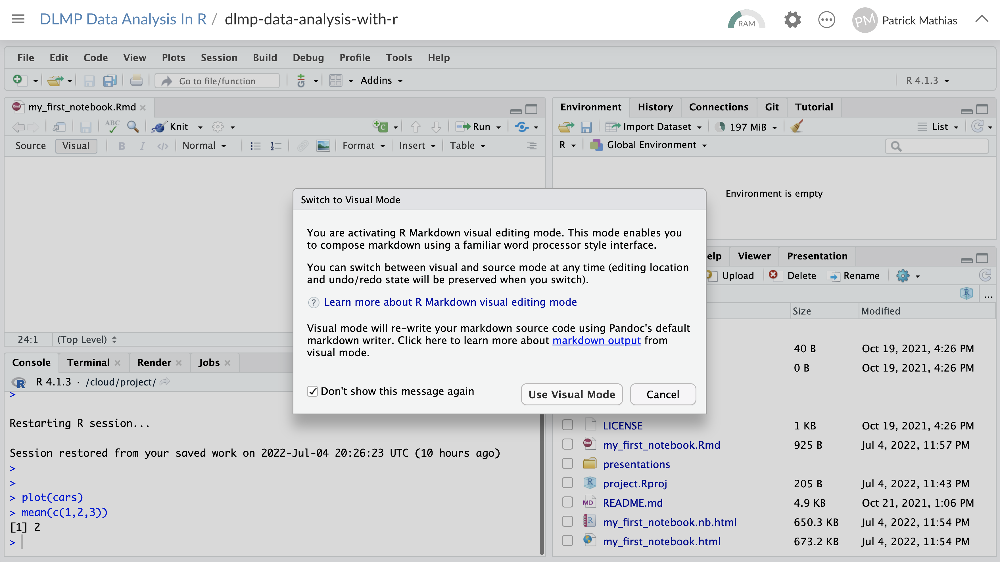 DLMP Data Analysis In R / dlmp-data-analysis-with-r
RAM
PM Patrick Mathias
File Edit Code View Plots Session Build Debug Profile Tools Help
Go to file/function
Git
Addins
R 4.1.3
my_first_notebook.Rmd
ABC
Knit
Run
Source Visual
B I </> Normal
Format Insert Table
24:1 (Top Level)
Environment History Connections Git Tutorial
Import Dataset 197 MiB List
R Global Environment
Environment is empty
Switch to Visual Mode
You are activating R Markdown visual editing mode. This mode enables you
to compose markdown using a familiar word processor style interface.
You can switch between visual and source mode at any time (editing location
and undo/redo state will be preserved when you switch).
? Learn more about R Markdown visual editing mode
Visual mode will re-write your markdown source code using Pandoc's default
markdown writer. Click here to learn more about markdown output from
visual mode.
Don't show this message again
Use Visual Mode Cancel
Console Terminal Render Jobs
R 4.1.3 · /cloud/project/
>
Restarting R session...
Session restored from your saved work on 2022-Jul-04 20:26:23 UTC (10 hours ago)
>
>
> plot(cars)
> mean(c(1,2,3))
[1] 2
>
elp Viewer Presentation
Upload Delete Rename
R ...
Size Modified
40 B Oct 19, 2021, 4:26 PM
0 B Oct 19, 2021, 4:26 PM
LICENSE 1 KB Oct 19, 2021, 4:26 PM
Rmd my_first_notebook.Rmd 925 B Jul 4, 2022, 11:57 PM
presentations
R project.Rproj 205 B Jul 4, 2022, 11:43 PM
MD README.md 4.9 KB Oct 21, 2021, 1:06 PM
R my_first_notebook.nb.html 650.3 KB Jul 4, 2022, 11:54 PM
my_first_notebook.html 673.2 KB Jul 4, 2022, 11:54 PM